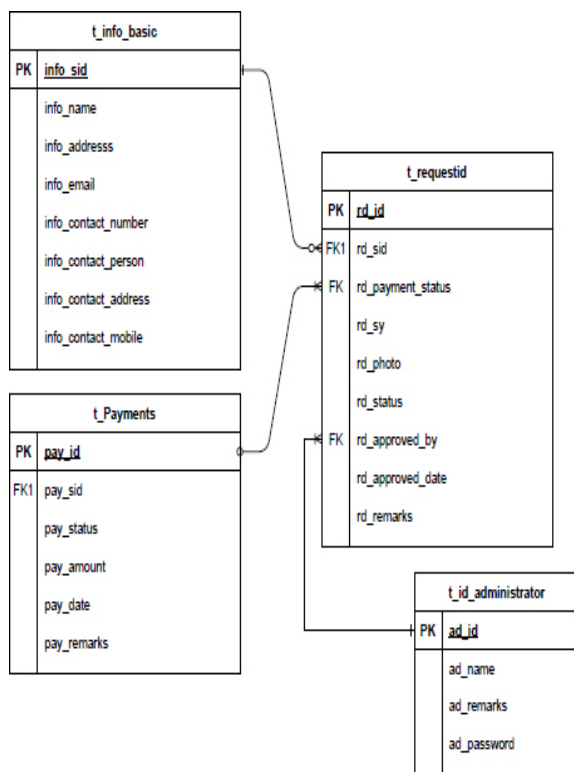 t_info_basic
PK info_sid
info_name
info_addresss
info_email
info_contact_number
info_contact_person
info_contact_address
info_contact_mobile
t_requestid
PK rd_id
FK1 rd_sid
FK rd_payment_status
rd_sy
rd_photo
rd_status
FK rd_approved_by
rd_approved_date
rd_remarks
t_Payments
PK pay_id
FK1 pay_sid
pay_status
pay_amount
pay_date
pay_remarks
t_id_administrator
PK ad_id
ad_name
ad_remarks
ad_password